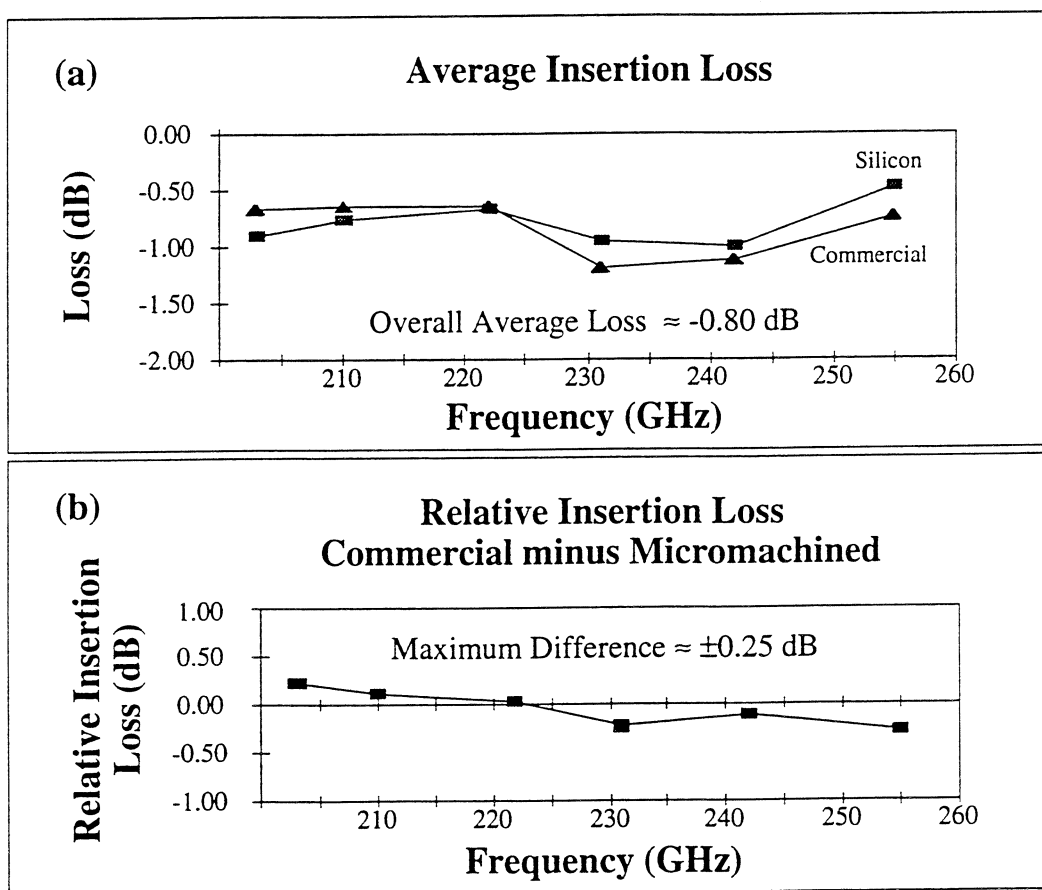 (a)
Average Insertion Loss
Loss (dB)
0.00
-0.50
-1.00
-1.50
-2.00
Silicon
Commercial
Overall Average Loss ≈ -0.80 dB
210
220
230
240
250
260
Frequency (GHz)
(b)
Relative Insertion Loss
Commercial minus Micromachined
Relative Insertion
Loss (dB)
1.00
0.50
0.00
-0.50
-1.00
Maximum Difference ≈ ±0.25 dB
210
220
230
240
250
260
Frequency (GHz)